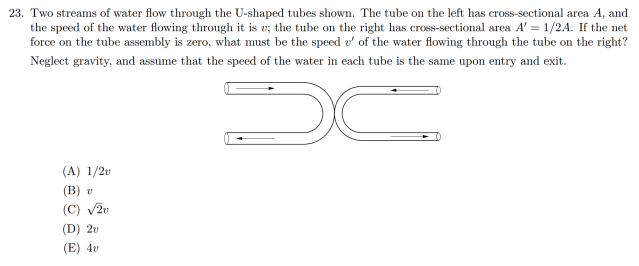 23. Two streams of water flow through the U-shaped tubes shown. The tube on the left has cross-sectional area A, and
the speed of the water flowing through it is v; the tube on the right has cross-sectional area A′ = 1/2A. If the net
force on the tube assembly is zero, what must be the speed v′ of the water flowing through the tube on the right?
Neglect gravity, and assume that the speed of the water in each tube is the same upon entry and exit.
(A) 1/2v
(B) v
(C) √2v
(D) 2v
(E) 4v